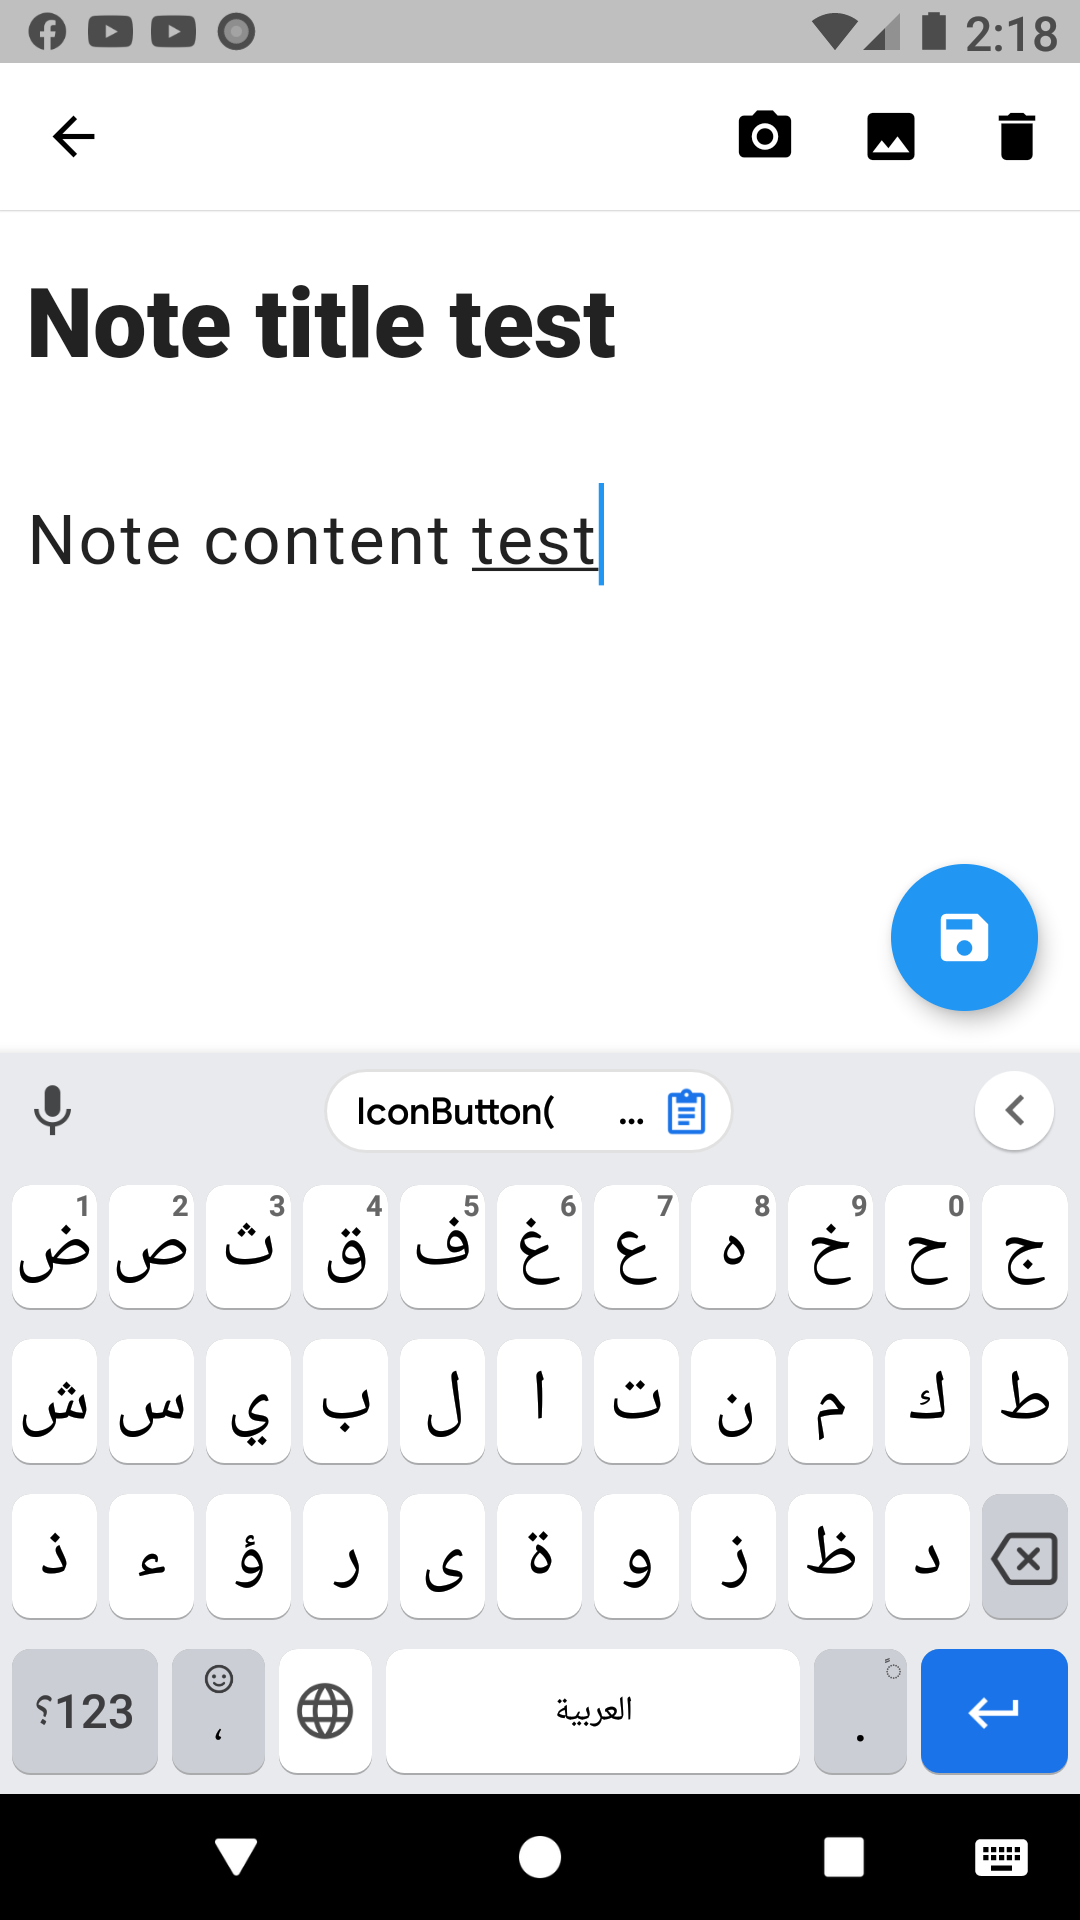 2:18
Note title test
Note content test
IconButton( ...
1 2 3 4 5 6 7 8 9 0
ض ص ث ق ف غ ع ه خ ح ج
ش س ي ب ل ا ت ن م ك ط
ذ ء ؤ ر ى ة و ز ظ د
؟123 ، العربية .